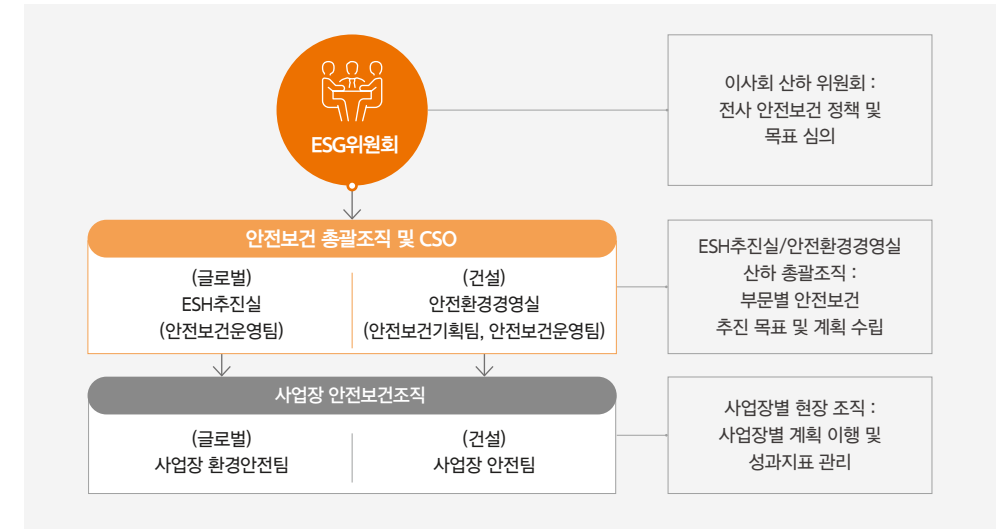 ESG위원회
이사회 산하 위원회 :
전사 안전보건 정책 및
목표 심의
안전보건 총괄조직 및 CSO
(글로벌)
ESH추진실
(안전보건운영팀)
(건설)
안전환경경영실
(안전보건기획팀, 안전보건운영팀)
ESH추진실/안전환경경영실
산하 총괄조직 :
부문별 안전보건
추진 목표 및 계획 수립
사업장 안전보건조직
(글로벌)
사업장 환경안전팀
(건설)
사업장 안전팀
사업장별 현장 조직 :
사업장별 계획 이행 및
성과지표 관리